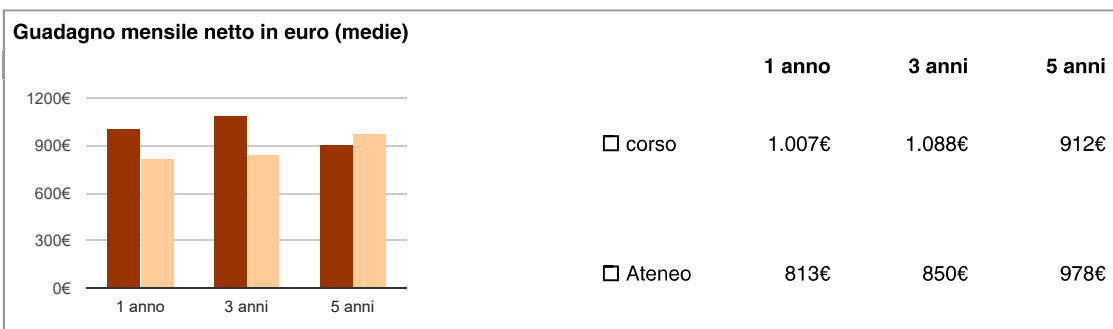 Guadagno mensile netto in euro (medie)
1 anno 3 anni 5 anni
1200€
900€
600€
300€
0€
1 anno 3 anni 5 anni
corso 1.007€ 1.088€ 912€
Ateneo 813€ 850€ 978€